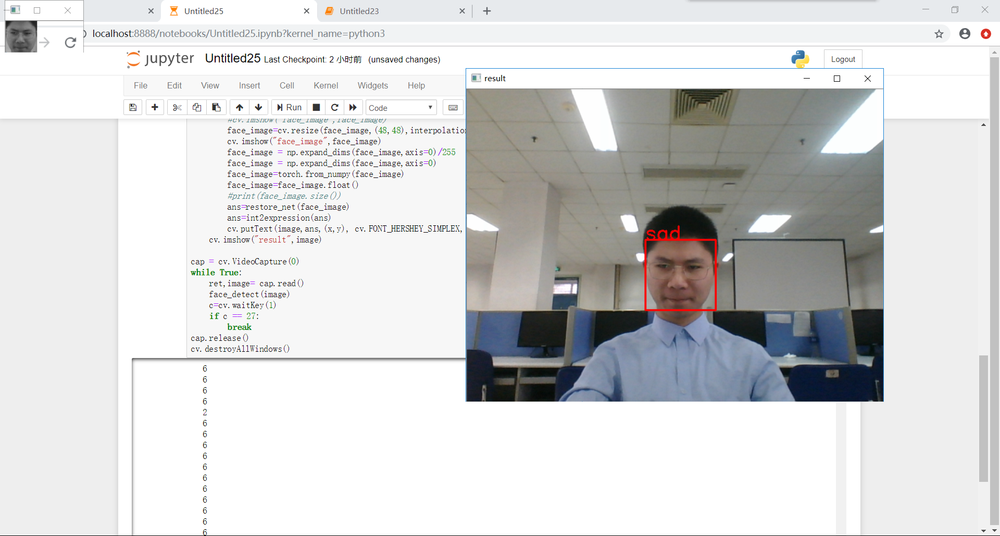 Untitled25
Untitled23
localhost:8888/notebooks/Untitled25.ipynb?kernel_name=python3
jupyter Untitled25 Last Checkpoint: 2 小时前 (unsaved changes)
Logout
File Edit View Insert Cell Kernel Widgets Help
Run Code
result
#cv.imshow("face_image",face_image)
face_image=cv.resize(face_image,(48,48),interpolation
cv.imshow("face_image",face_image)
face_image = np.expand_dims(face_image,axis=0)/255
face_image = np.expand_dims(face_image,axis=0)
face_image=torch.from_numpy(face_image)
face_image=face_image.float()
#print(face_image.size())
ans=restore_net(face_image)
ans=int2expression(ans)
cv.putText(image,ans,(x,y), cv.FONT_HERSHEY_SIMPLEX,
cv.imshow("result",image)
cap = cv.VideoCapture(0)
while True:
ret,image= cap.read()
face_detect(image)
c=cv.waitKey(1)
if c == 27:
break
cap.release()
cv.destroyAllWindows()
sad
6
6
6
6
2
6
6
6
6
6
6
6
6
6
6
6